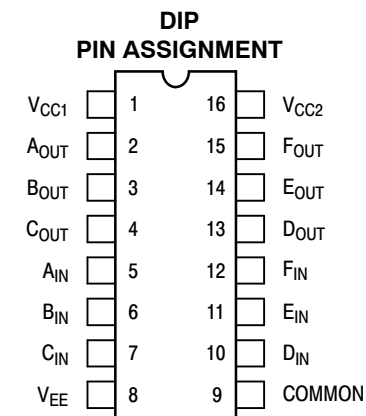 DIP
PIN ASSIGNMENT
VCC1 1 16 VCC2
AOUT 2 15 FOUT
BOUT 3 14 EOUT
COUT 4 13 DOUT
AIN 5 12 FIN
BIN 6 11 EIN
CIN 7 10 DIN
VEE 8 9 COMMON